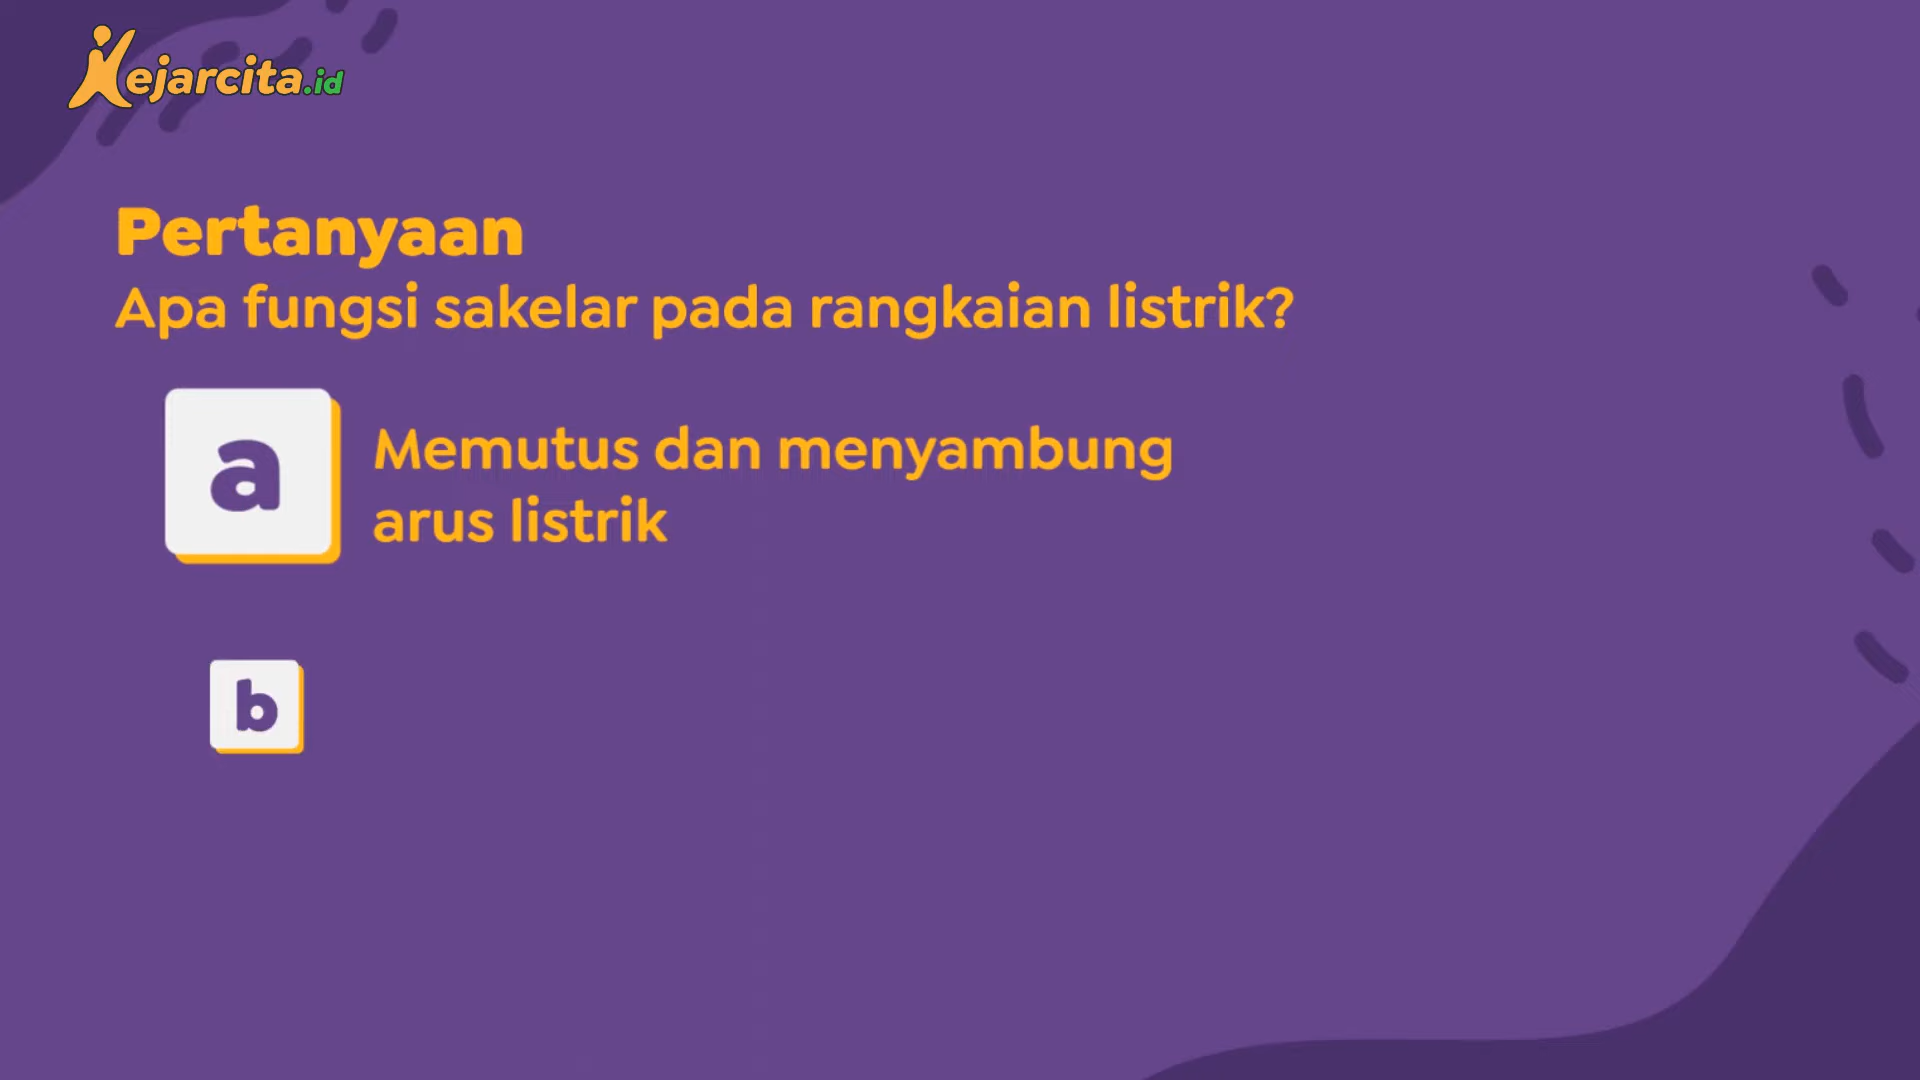 Kejarcita.id
Pertanyaan
Apa fungsi sakelar pada rangkaian listrik?
a
Memutus dan menyambung
arus listrik
b